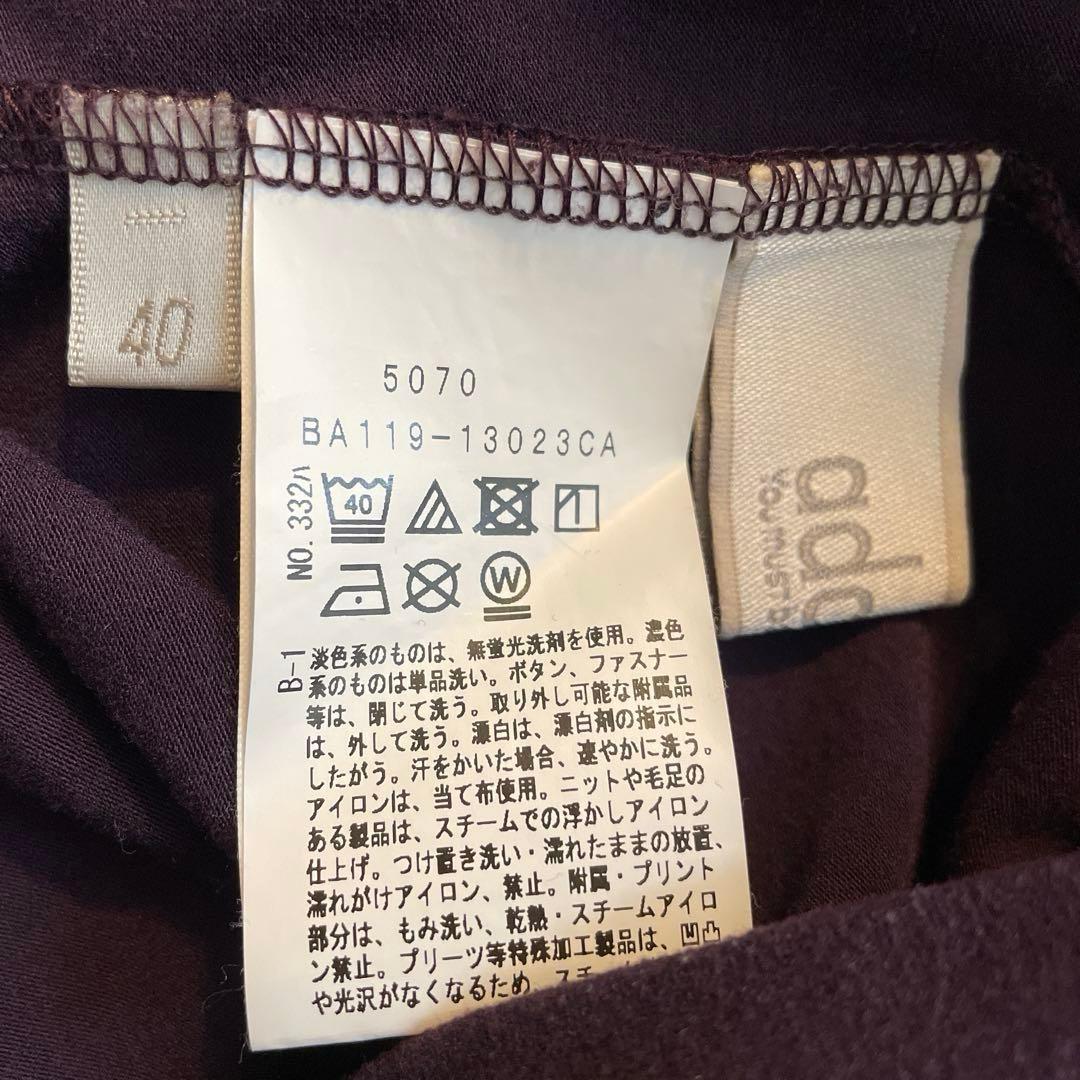 40
5070
BA119-13023CA
NO. 332ハ
40
W
B-1
淡色系のものは、無蛍光洗剤を使用。濃色
系のものは単品洗い。ボタン、ファスナー
等は、閉じて洗う。取り外し可能な附属品
は、外して洗う。漂白は、漂白剤の指示に
したがう。汗をかいた場合、速やかに洗う。
アイロンは、当て布使用。ニットや毛足の
ある製品は、スチームでの浮かしアイロン
仕上げ。つけ置き洗い・濡れたままの放置、
濡れがけアイロン、禁止。附属・プリント
部分は、もみ洗い、乾熱・スチームアイロ
ン禁止。プリーツ等特殊加工製品は、凹凸
や光沢がなくなるため
ado
YOU MUST